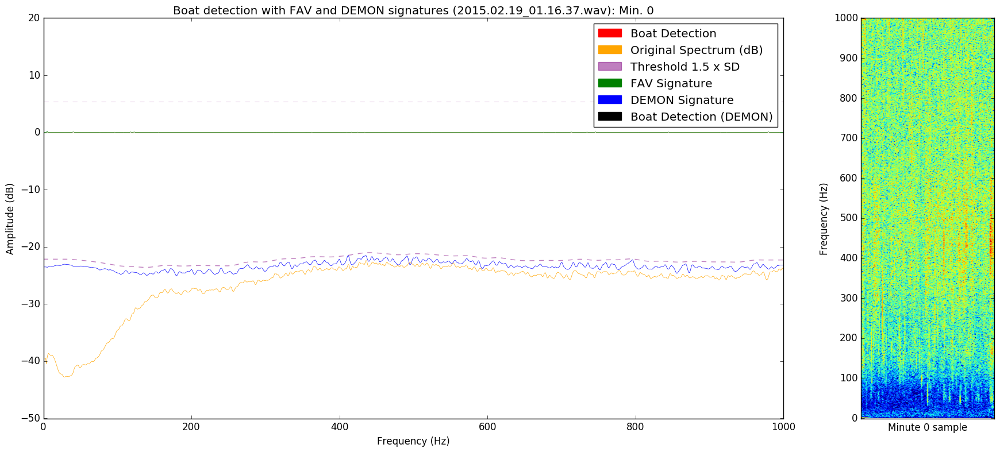 Boat detection with FAV and DEMON signatures (2015.02.19_01.16.37.wav): Min. 0
20
10
0
−10
−20
−30
−40
−50
Amplitude (dB)
0
200
400
600
800
1000
Frequency (Hz)
Boat Detection
Original Spectrum (dB)
Threshold 1.5 x SD
FAV Signature
DEMON Signature
Boat Detection (DEMON)
1000
900
800
700
600
500
400
300
200
100
0
Frequency (Hz)
Minute 0 sample